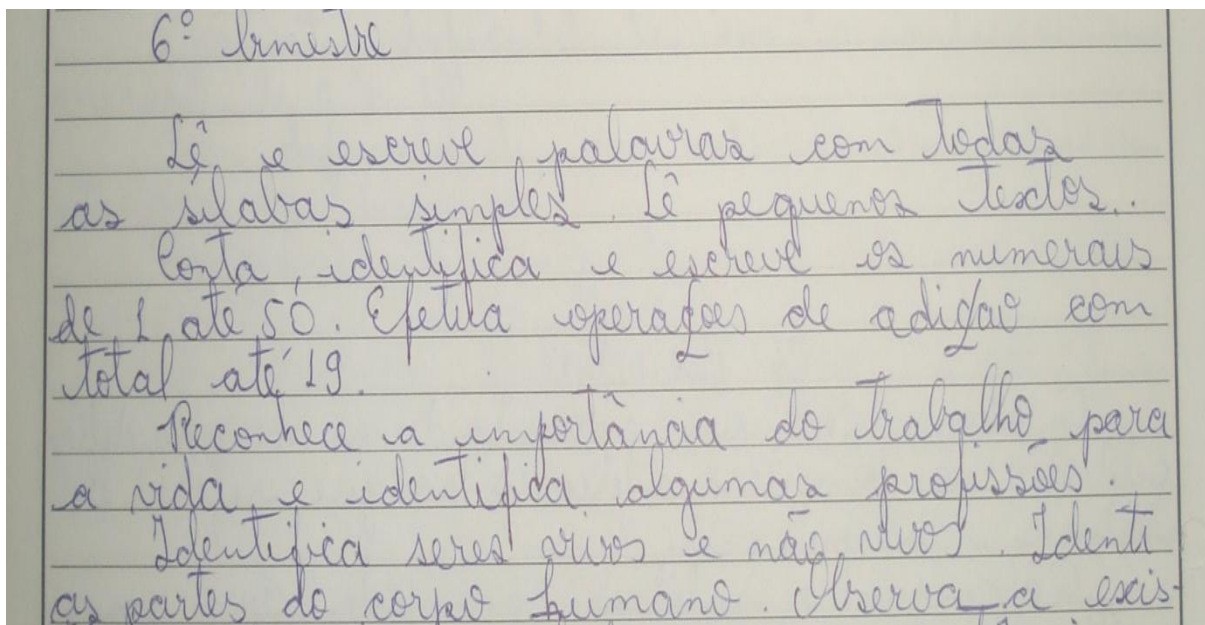 6º bimestre
Lê e escreve palavras com todas
as sílabas simples. Lê pequenos textos.
Conta, identifica e escreve os numerais
de 1 até 50. Efetua operações de adição com
total até 19.
Reconhece a importância do trabalho para
a vida e identifica algumas profissões.
Identifica seres vivos e não vivos. Identi
as partes do corpo humano. Observa a exis-